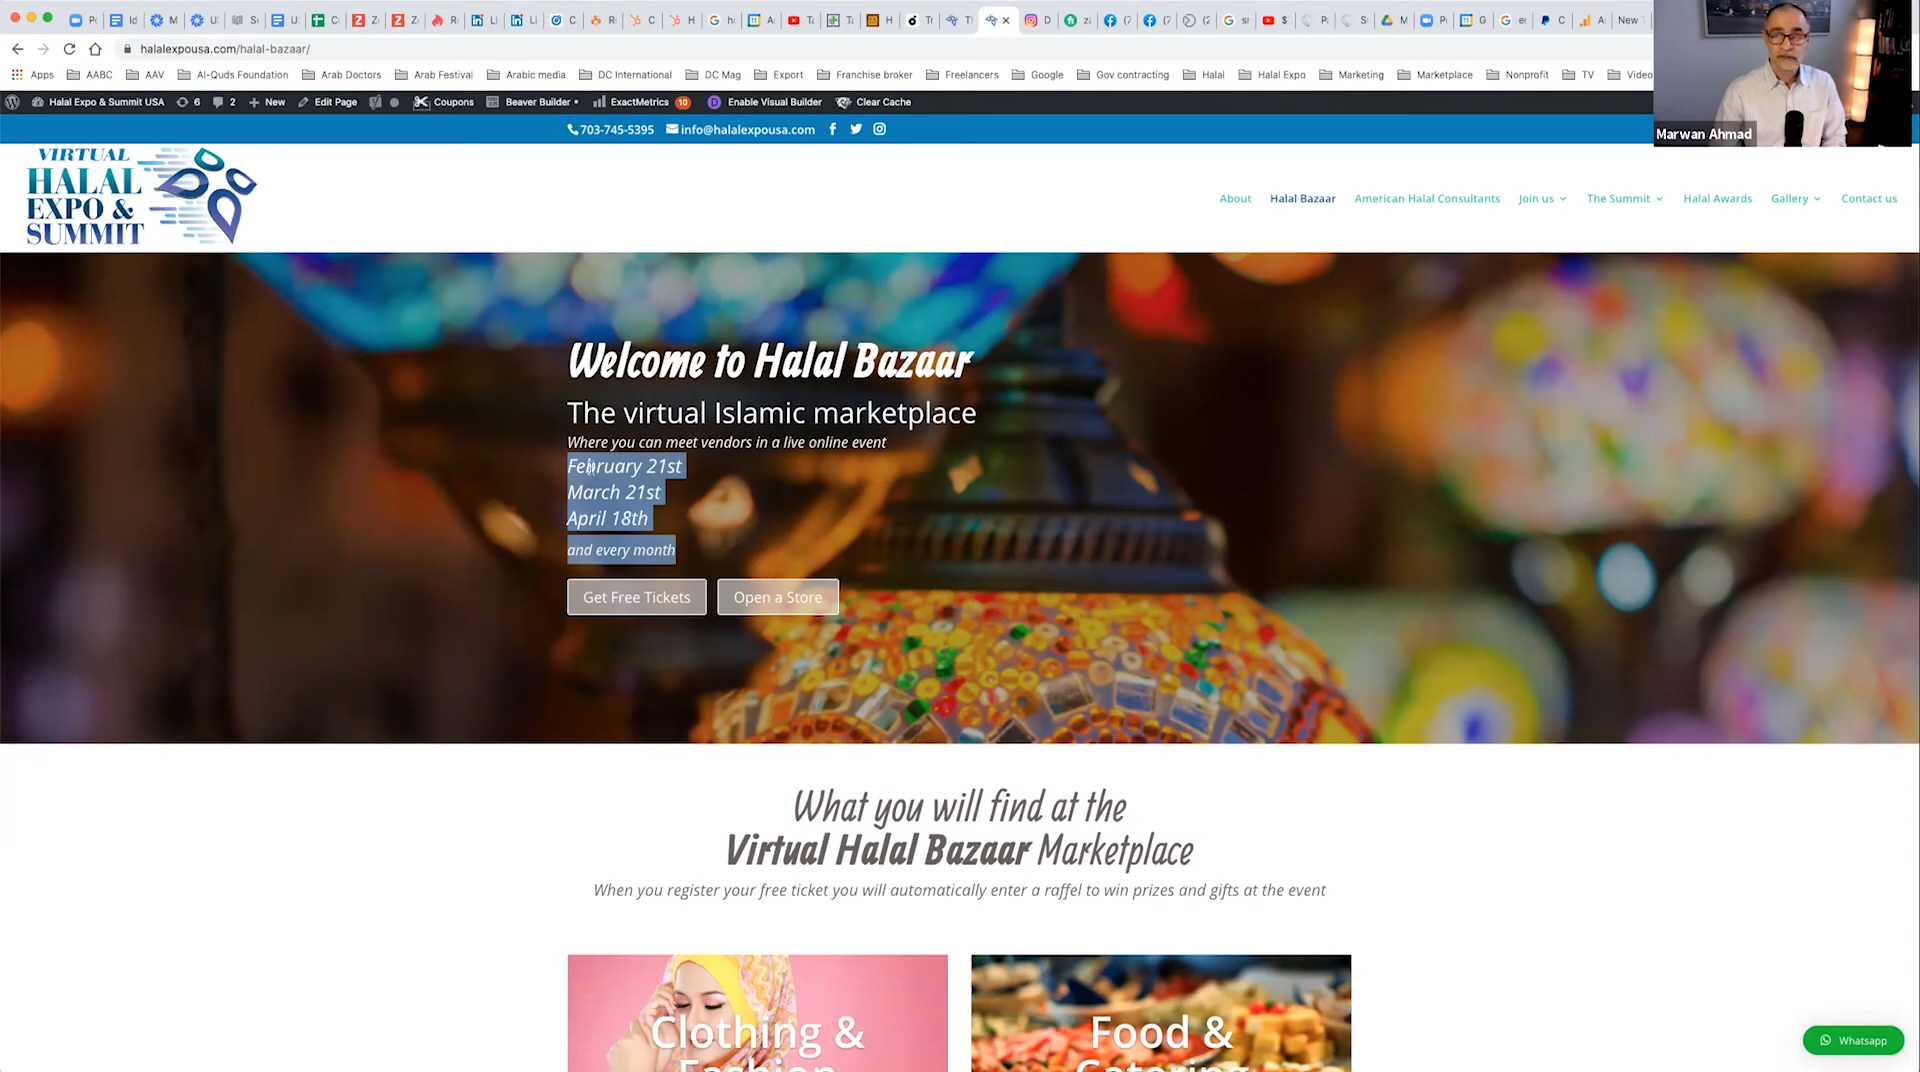 halalexpousa.com/halal-bazaar/
Apps AABC AAV Al-Quds Foundation Arab Doctors Arab Festival Arabic media DC International DC Mag Export Franchise broker Freelancers Google Gov contracting Halal Halal Expo Marketing Marketplace Nonprofit TV Video
Halal Expo & Summit USA 6 2 New Edit Page Coupons Beaver Builder ExactMetrics 10 Enable Visual Builder Clear Cache
Marwan Ahmad
703-745-5395 info@halalexpousa.com
VIRTUAL
HALAL
EXPO &
SUMMIT
About Halal Bazaar American Halal Consultants Join us The Summit Halal Awards Gallery Contact us
Welcome to Halal Bazaar
The virtual Islamic marketplace
Where you can meet vendors in a live online event
February 21st
March 21st
April 18th
and every month
Get Free Tickets Open a Store
What you will find at the
Virtual Halal Bazaar Marketplace
When you register your free ticket you will automatically enter a raffel to win prizes and gifts at the event
Clothing &
Fashion
Food &
Catering
Whatsapp